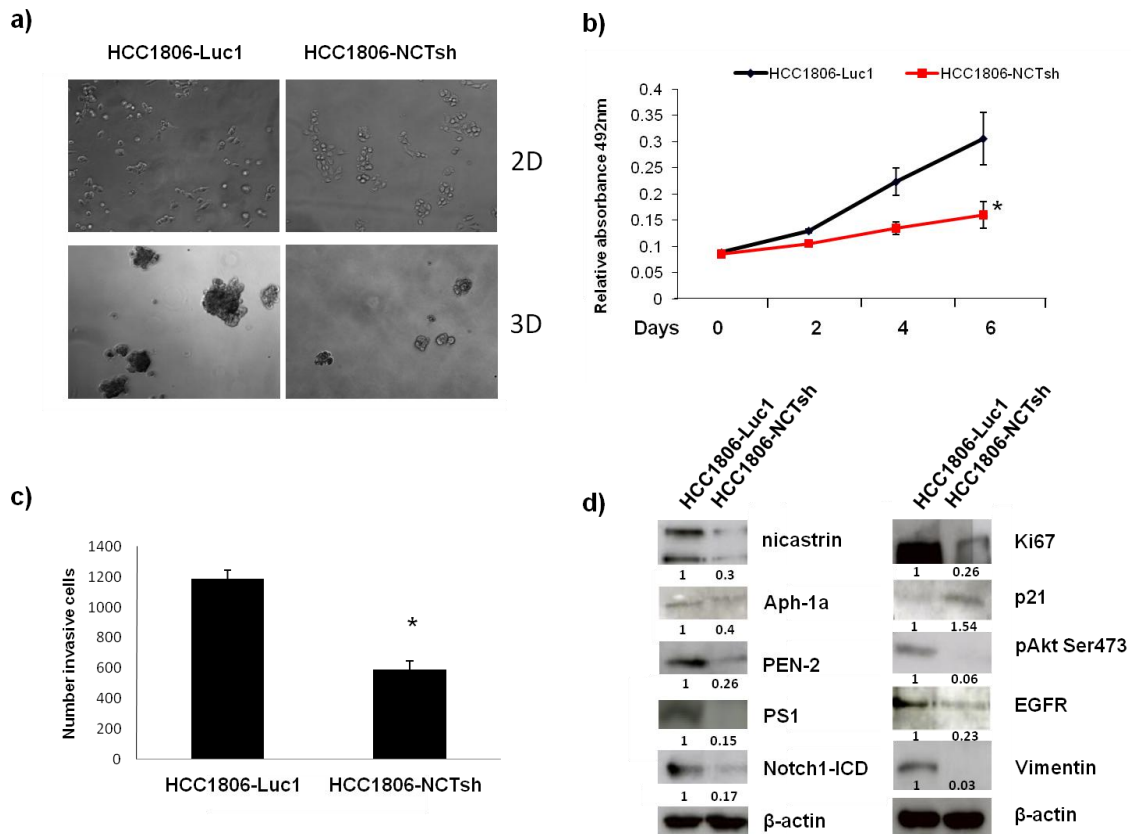 a)
HCC1806-Luc1 HCC1806-NCTsh
2D
3D
b)
HCC1806-Luc1 HCC1806-NCTsh
Relative absorbance 492nm
0.4
0.35
0.3
0.25
0.2
0.15
0.1
0.05
0
*
Days 0 2 4 6
c)
Number invasive cells
1400
1200
1000
800
600
400
200
0
*
HCC1806-Luc1 HCC1806-NCTsh
d)
HCC1806-Luc1
HCC1806-NCTsh
nicastrin
1 0.3
Aph-1a
1 0.4
PEN-2
1 0.26
PS1
1 0.15
Notch1-ICD
1 0.17
β-actin
HCC1806-Luc1
HCC1806-NCTsh
Ki67
1 0.26
p21
1 1.54
pAkt Ser473
1 0.06
EGFR
1 0.23
Vimentin
1 0.03
β-actin